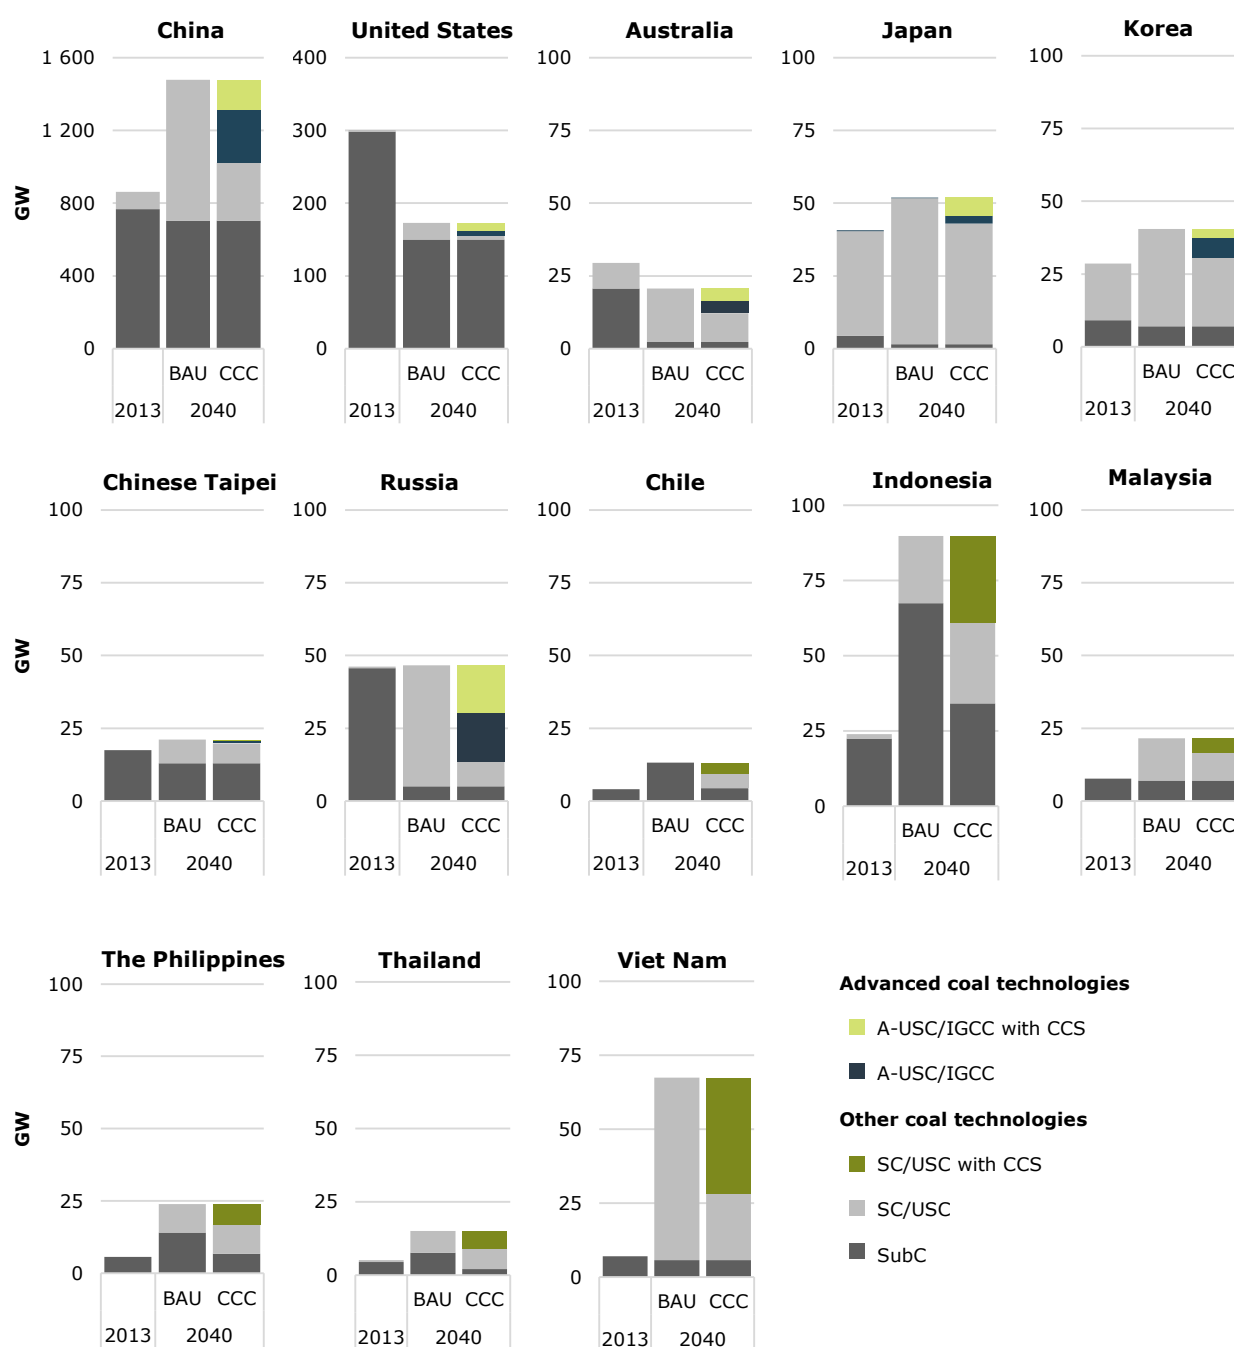 China
1 600
1 200
800
400
0
GW
BAU CCC
2013 2040
United States
400
300
200
100
0
BAU CCC
2013 2040
Australia
100
75
50
25
0
BAU CCC
2013 2040
Japan
100
75
50
25
0
BAU CCC
2013 2040
Korea
100
75
50
25
0
BAU CCC
2013 2040
Chinese Taipei
100
75
50
25
0
GW
BAU CCC
2013 2040
Russia
100
75
50
25
0
BAU CCC
2013 2040
Chile
100
75
50
25
0
BAU CCC
2013 2040
Indonesia
100
75
50
25
0
BAU CCC
2013 2040
Malaysia
100
75
50
25
0
BAU CCC
2013 2040
The Philippines
100
75
50
25
0
GW
BAU CCC
2013 2040
Thailand
100
75
50
25
0
BAU CCC
2013 2040
Viet Nam
100
75
50
25
0
BAU CCC
2013 2040
Advanced coal technologies
A-USC/IGCC with CCS
A-USC/IGCC
Other coal technologies
SC/USC with CCS
SC/USC
SubC